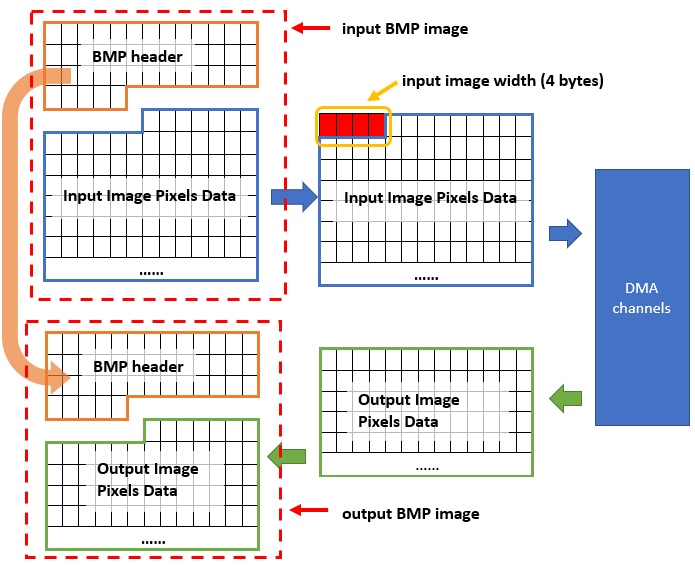 input BMP image
BMP header
input image width (4 bytes)
Input Image Pixels Data
......
Input Image Pixels Data
......
DMA
channels
BMP header
Output Image
Pixels Data
......
Output Image
Pixels Data
......
output BMP image